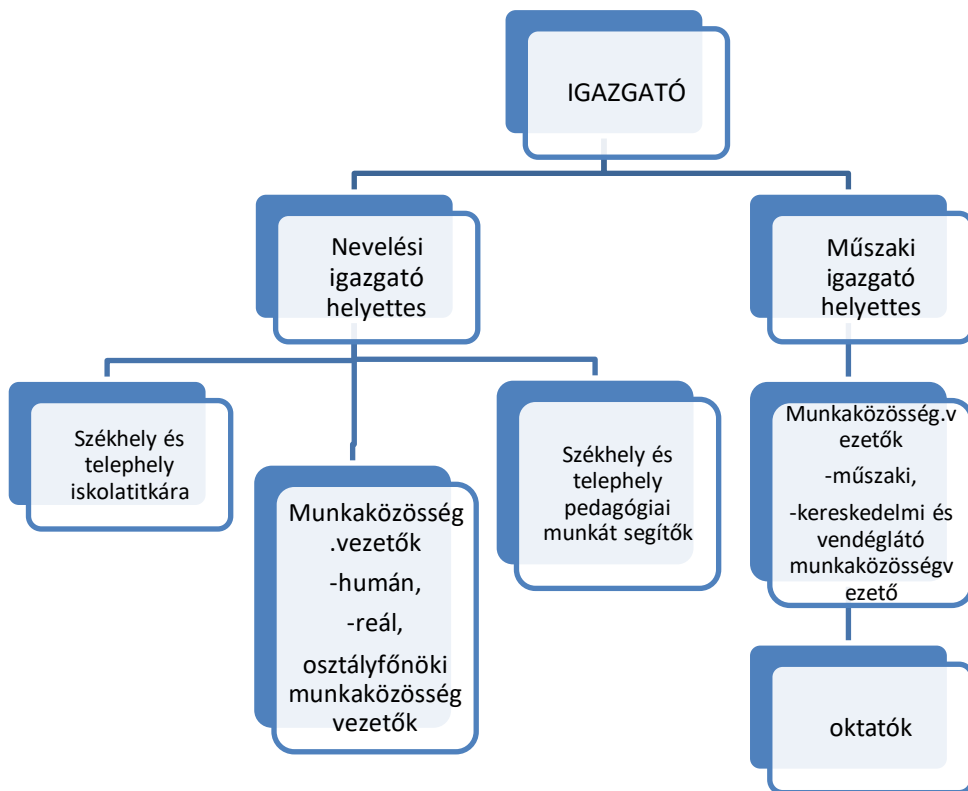 IGAZGATÓ
Nevelési
igazgató
helyettes
Műszaki
igazgató
helyettes
Székhely és
telephely
iskolatitkára
Munkaközösség
.vezetők
-humán,
-reál,
osztályfőnöki
munkaközösség
vezetők
Székhely és
telephely
pedagógiai
munkát segítők
Munkaközösség.v
ezetők
-műszaki,
-kereskedelmi és
vendéglátó
munkaközösségv
ezető
oktatók